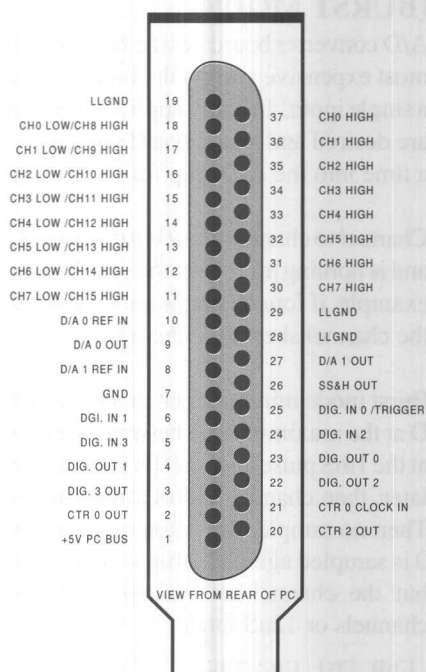 LLGND 19
CH0 LOW/CH8 HIGH 18
CH1 LOW /CH9 HIGH 17
CH2 LOW /CH10 HIGH 16
CH3 LOW /CH11 HIGH 15
CH4 LOW /CH12 HIGH 14
CH5 LOW /CH13 HIGH 13
CH6 LOW /CH14 HIGH 12
CH7 LOW /CH15 HIGH 11
D/A 0 REF IN 10
D/A 0 OUT
D/A 1 REF IN 8
GND 7
DGI. IN 1
DIG. IN 3 5
DIG. OUT 1 4
DIG. 3 OUT 3
CTR 0 OUT 2
+5V PC BUS 1
37 CH0 HIGH
36 CH1 HIGH
35 CH2 HIGH
34 CH3 HIGH
33 CH4 HIGH
32 CH5 HIGH
31 CH6 HIGH
30 CH7 HIGH
29 LLGND
28 LLGND
27 D/A 1 OUT
26 SS&H OUT
25 DIG. IN 0 /TRIGGER
24 DIG. IN 2
23 DIG. OUT 0
22 DIG. OUT 2
21 CTR 0 CLOCK IN
20 CTR 2 OUT
VIEW FROM REAR OF PC